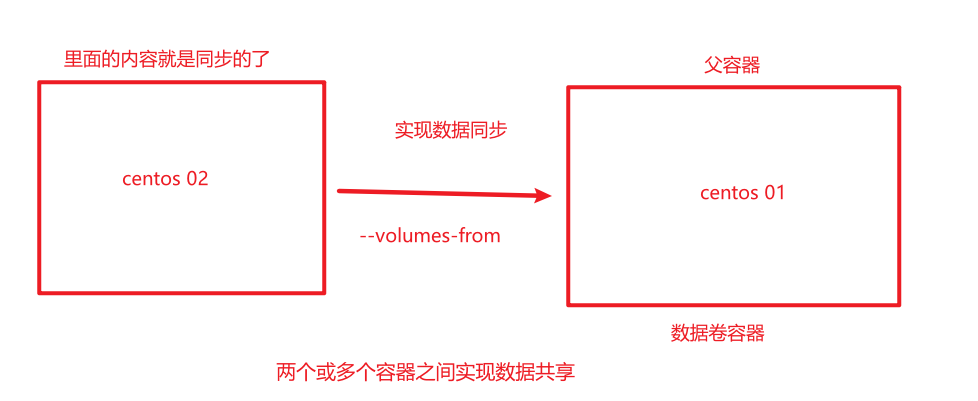 里面的内容就是同步的了
父容器
实现数据同步
centos 02
centos 01
--volumes-from
数据卷容器
两个或多个容器之间实现数据共享